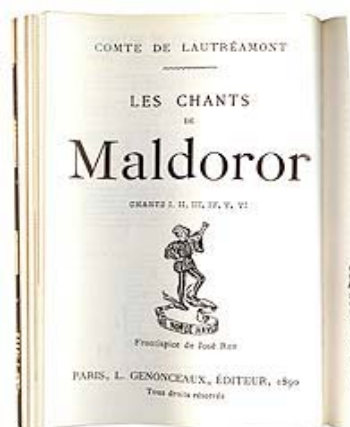 COMTE DE LAUTRÉAMONT
LES CHANTS
DE
Maldoror
CHANTS I, II, III, IV, V, VI
Frontispice de José Roy
PARIS, L. GENONCEAUX, ÉDITEUR, 1890
Tous droits réservés